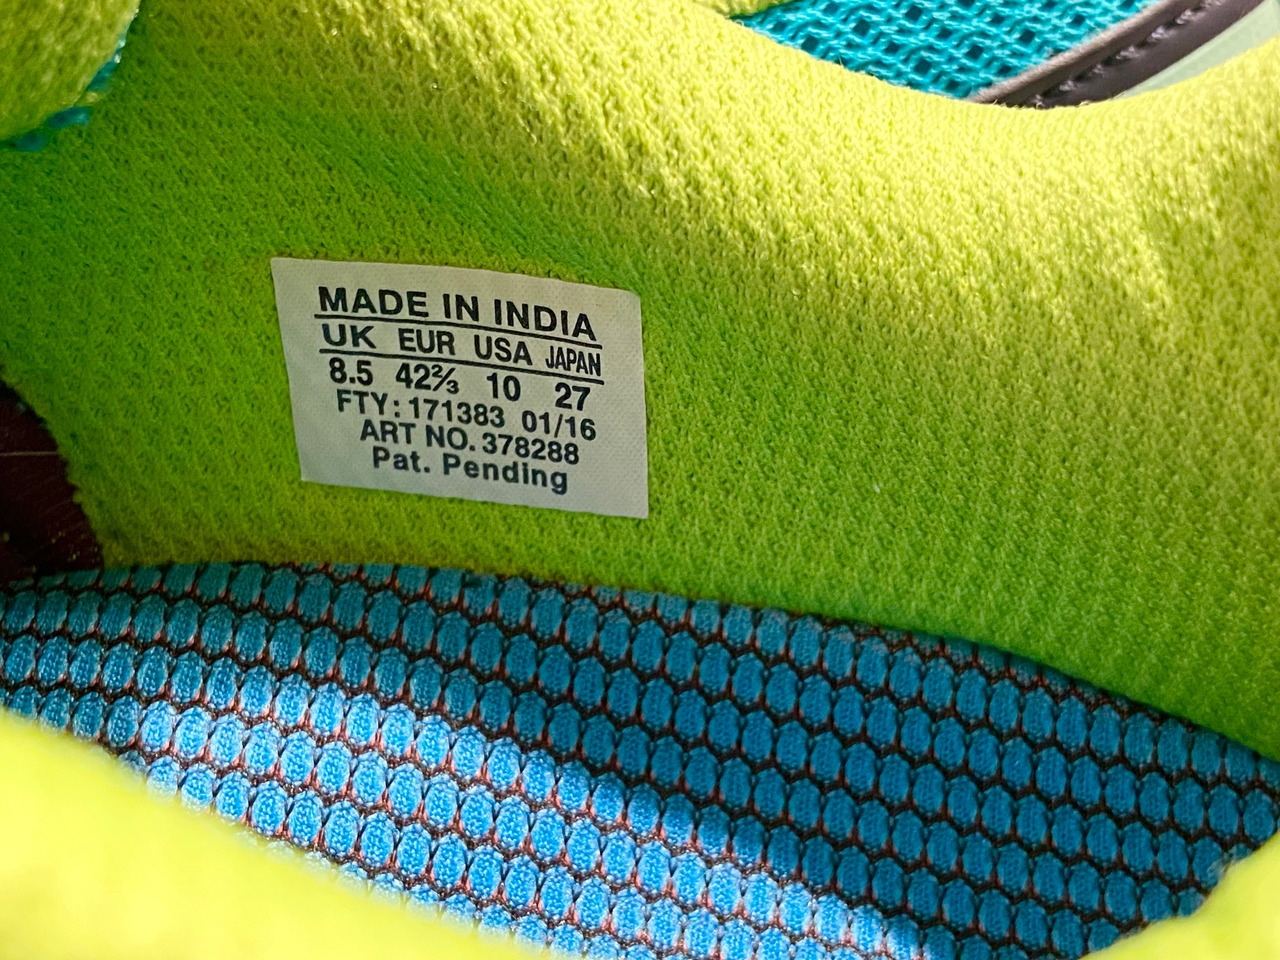 MADE IN INDIA
UK EUR USA JAPAN
8.5 42⅔ 10 27
FTY: 171383 01/16
ART NO. 378288
Pat. Pending